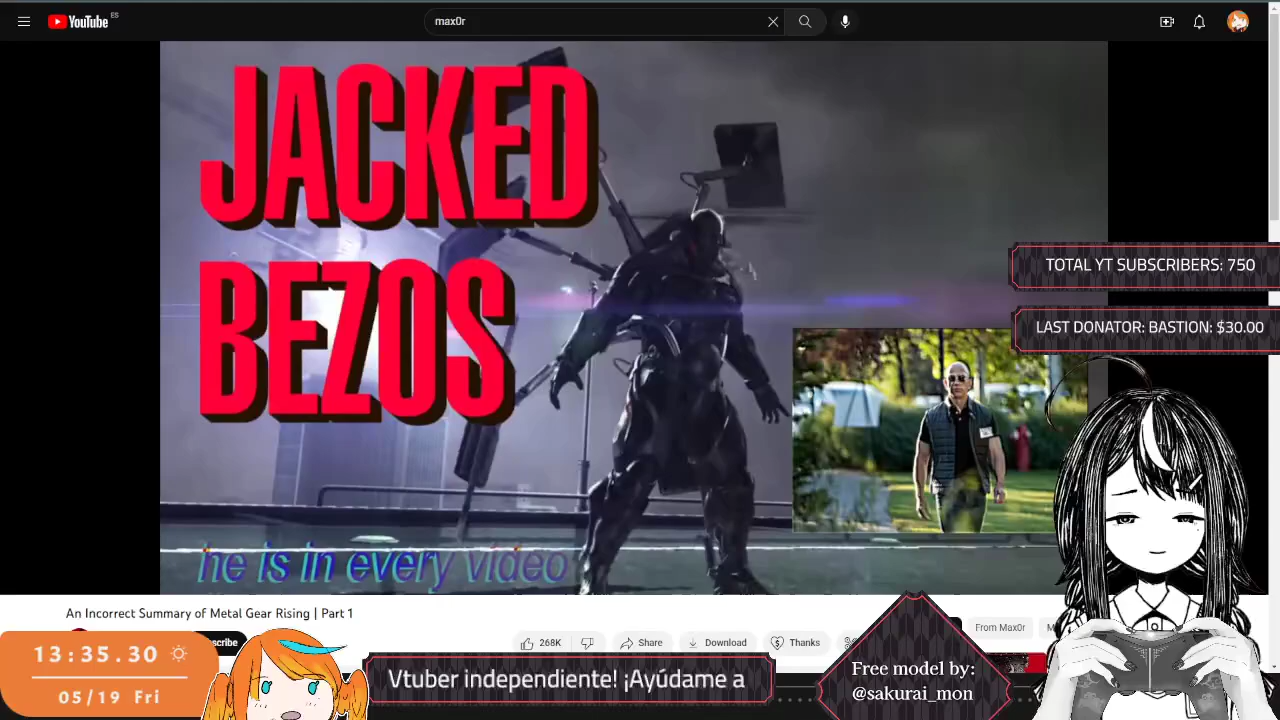 YouTube ES
max0r
JACKED
BEZOS
he is in every video
TOTAL YT SUBSCRIBERS: 750
LAST DONATOR: BASTION: $30.00
An Incorrect Summary of Metal Gear Rising | Part 1
268K
Share
Download
Thanks
From Max0r
13:35.30
05/19 Fri
Vtuber independiente! ¡Ayúdame a
Free model by:
@sakurai_mon